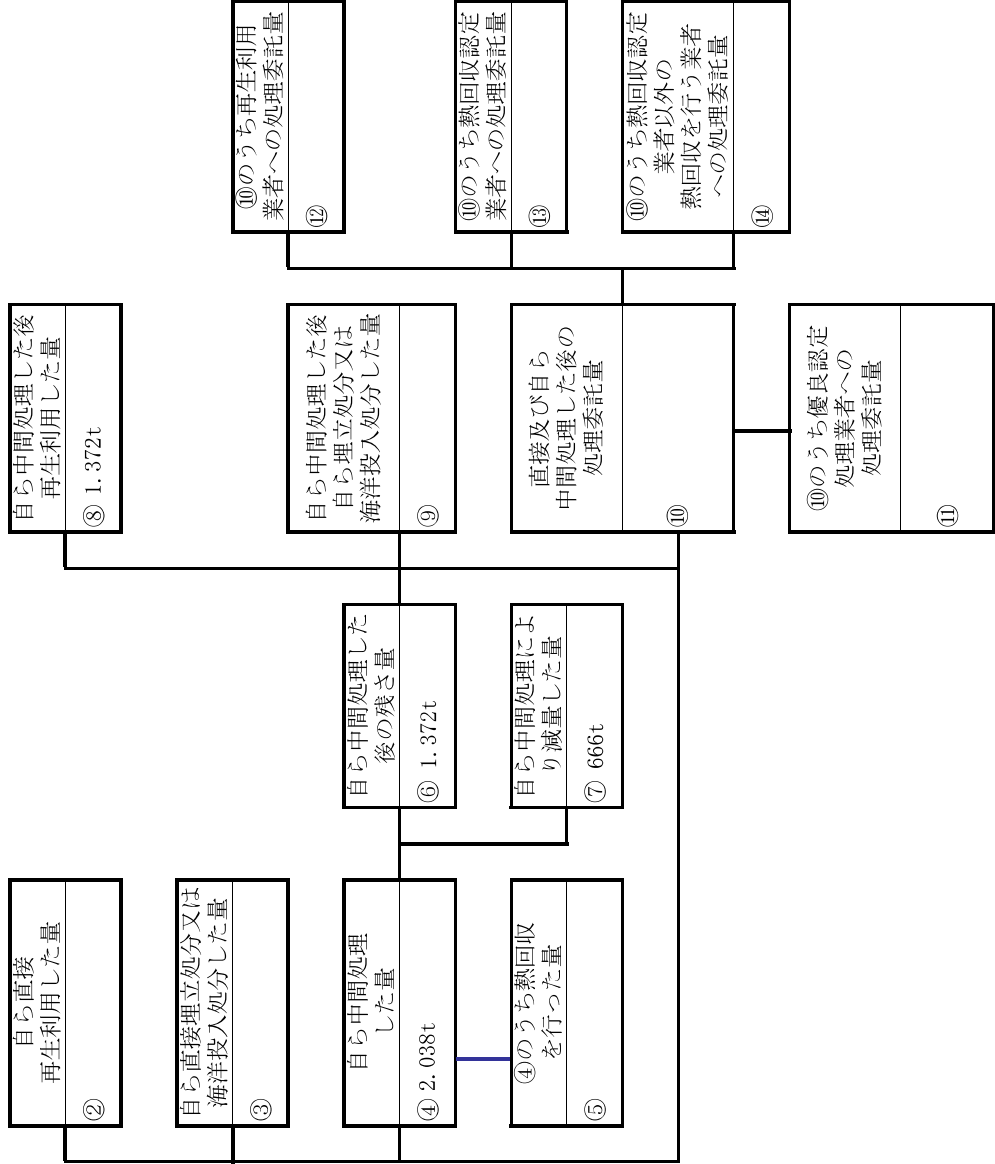 自ら直接
再生利用した量
②
自ら直接埋立処分又は
海洋投入処分した量
③
自ら中間処理
した量
④ 2.038t
④のうち熱回収
を行った量
⑤
自ら中間処理した
後の残さ量
⑥ 1.372t
自ら中間処理によ
り減量した量
⑦ 666t
自ら中間処理した後
再生利用した量
⑧ 1.372t
自ら中間処理した後
自ら埋立処分又は
海洋投入処分した量
⑨
直接及び自ら
中間処理した後の
処理委託量
⑩
⑩のうち優良認定
処理業者への
処理委託量
⑪
⑩のうち再生利用
業者への処理委託量
⑫
⑩のうち熱回収認定
業者への処理委託量
⑬
⑩のうち熱回収認定
業者以外の
熱回収を行う業者
への処理委託量
⑭